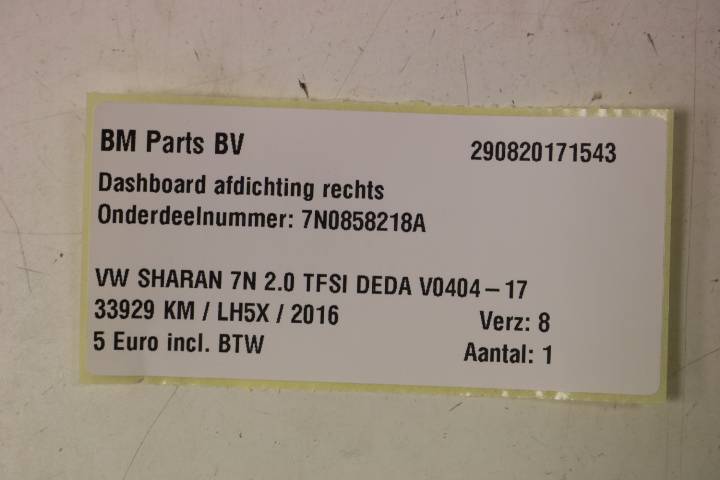 BM Parts BV 290820171543
Dashboard afdichting rechts
Onderdeelnummer: 7N0858218A
VW SHARAN 7N 2.0 TFSI DEDA V0404-17
33929 KM / LH5X / 2016 Verz: 8
5 Euro incl. BTW Aantal: 1